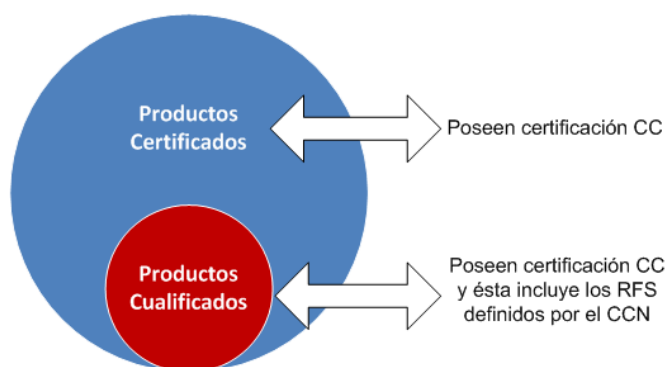 Productos
Certificados
Poseen certificación CC
Productos
Cualificados
Poseen certificación CC
y ésta incluye los RFS
definidos por el CCN